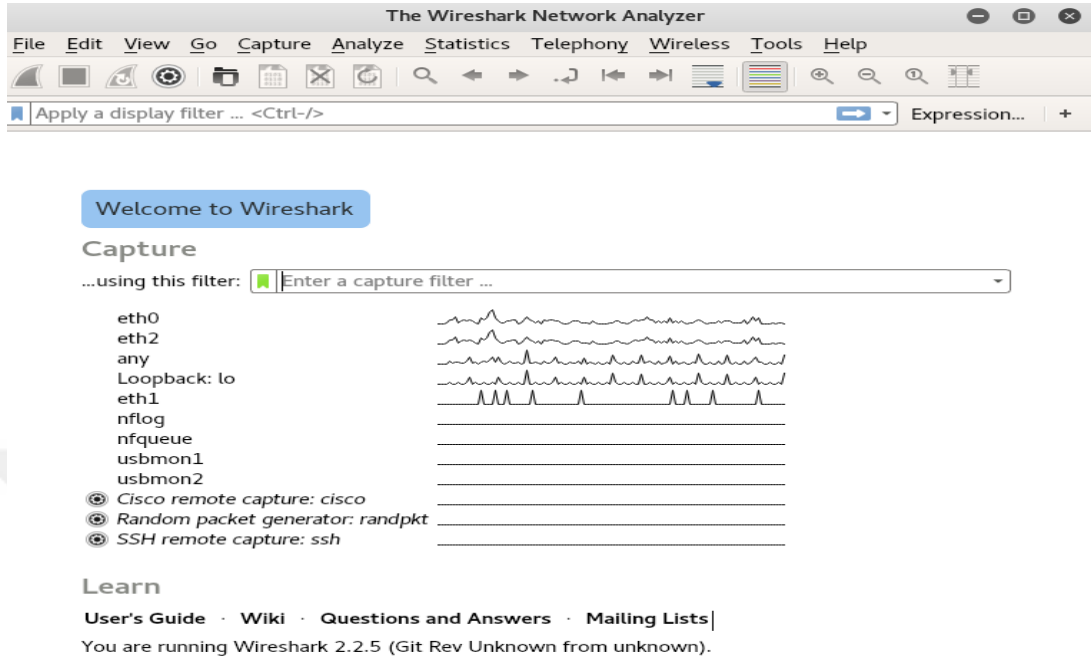 The Wireshark Network Analyzer
File Edit View Go Capture Analyze Statistics Telephony Wireless Tools Help
Apply a display filter ... <Ctrl-/>
Expression... +
Welcome to Wireshark
Capture
...using this filter: Enter a capture filter ...
eth0
eth2
any
Loopback: lo
eth1
nflog
nfqueue
usbmon1
usbmon2
Cisco remote capture: cisco
Random packet generator: randpkt
SSH remote capture: ssh
Learn
User's Guide · Wiki · Questions and Answers · Mailing Lists
You are running Wireshark 2.2.5 (Git Rev Unknown from unknown).